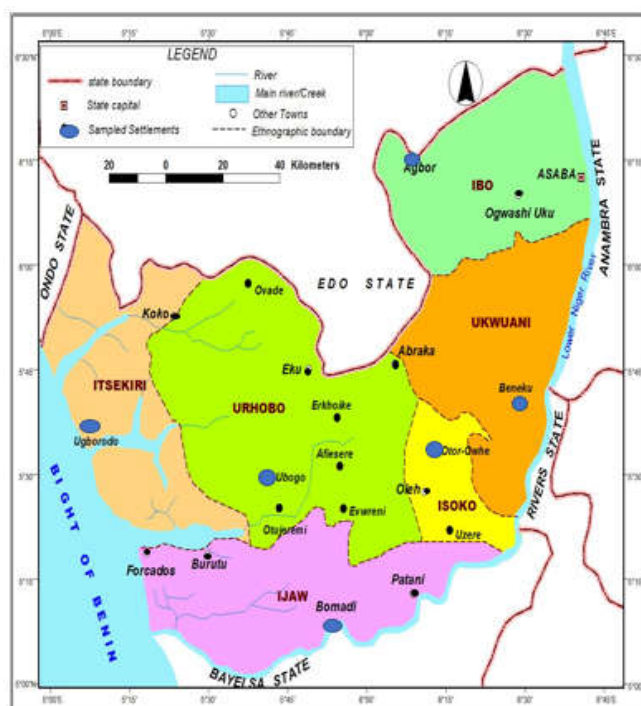 LEGEND
state boundary
State capital
Sampled Settlements
River
Main river/Creek
Other Towns
Ethnographic boundary
20 0 20 40 Kilometers
ONDO STATE
EDO STATE
ANAMBRA STATE
Lower Niger River
RIVERS STATE
BAYELSA STATE
BIGHT OF BENIN
Agbor
IBO
ASABA
Ogwashi Uku
UKWUANI
Beneku
Koko
Ovade
ITSEKIRI
Ugborodo
URHOBO
Eku
Abraka
Erkhoike
Afiesere
Ubogo
Otujeremi
Evwreni
Otor-Owhe
Oleh
ISOKO
Uzere
Forcados
Burutu
IJAW
Patani
Bomadi